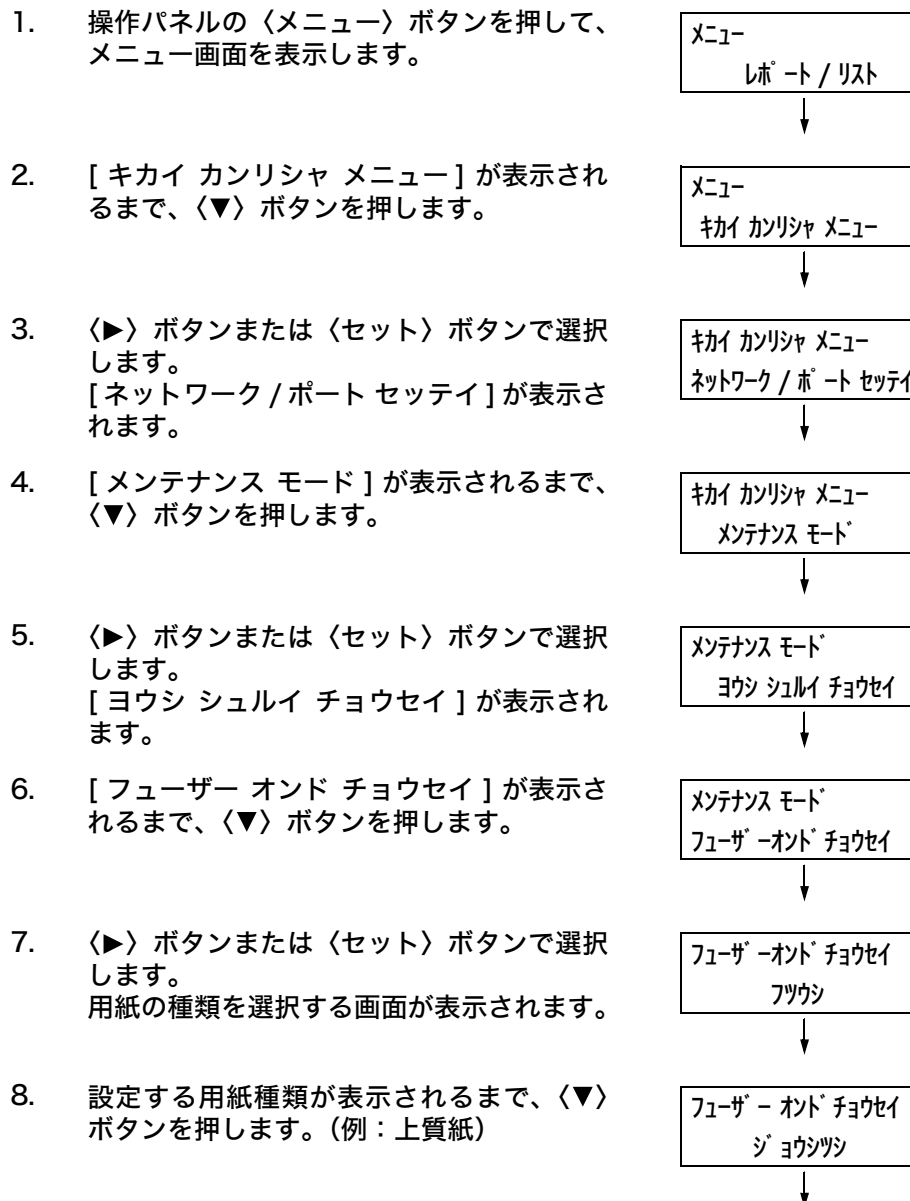 1. 操作パネルの〈メニュー〉ボタンを押して、
メニュー画面を表示します。
メニュー
レポート / リスト
2. [ キカイ カンリシャ メニュー ] が表示され
るまで、〈▼〉ボタンを押します。
メニュー
キカイ カンリシャ メニュー
3. 〈▶〉ボタンまたは〈セット〉ボタンで選択
します。
[ ネットワーク / ポート セッテイ ] が表示さ
れます。
キカイ カンリシャ メニュー
ネットワーク / ポート セッテイ
4. [ メンテナンス モード ] が表示されるまで、
〈▼〉ボタンを押します。
キカイ カンリシャ メニュー
メンテナンス モード
5. 〈▶〉ボタンまたは〈セット〉ボタンで選択
します。
[ ヨウシ シュルイ チョウセイ ] が表示され
ます。
メンテナンス モード
ヨウシ シュルイ チョウセイ
6. [ フューザー オンド チョウセイ ] が表示さ
れるまで、〈▼〉ボタンを押します。
メンテナンス モード
フューザーオンド チョウセイ
7. 〈▶〉ボタンまたは〈セット〉ボタンで選択
します。
用紙の種類を選択する画面が表示されます。
フューザーオンド チョウセイ
フツウシ
8. 設定する用紙種類が表示されるまで、〈▼〉
ボタンを押します。（例：上質紙）
フューザー オンド チョウセイ
ジョウシツシ